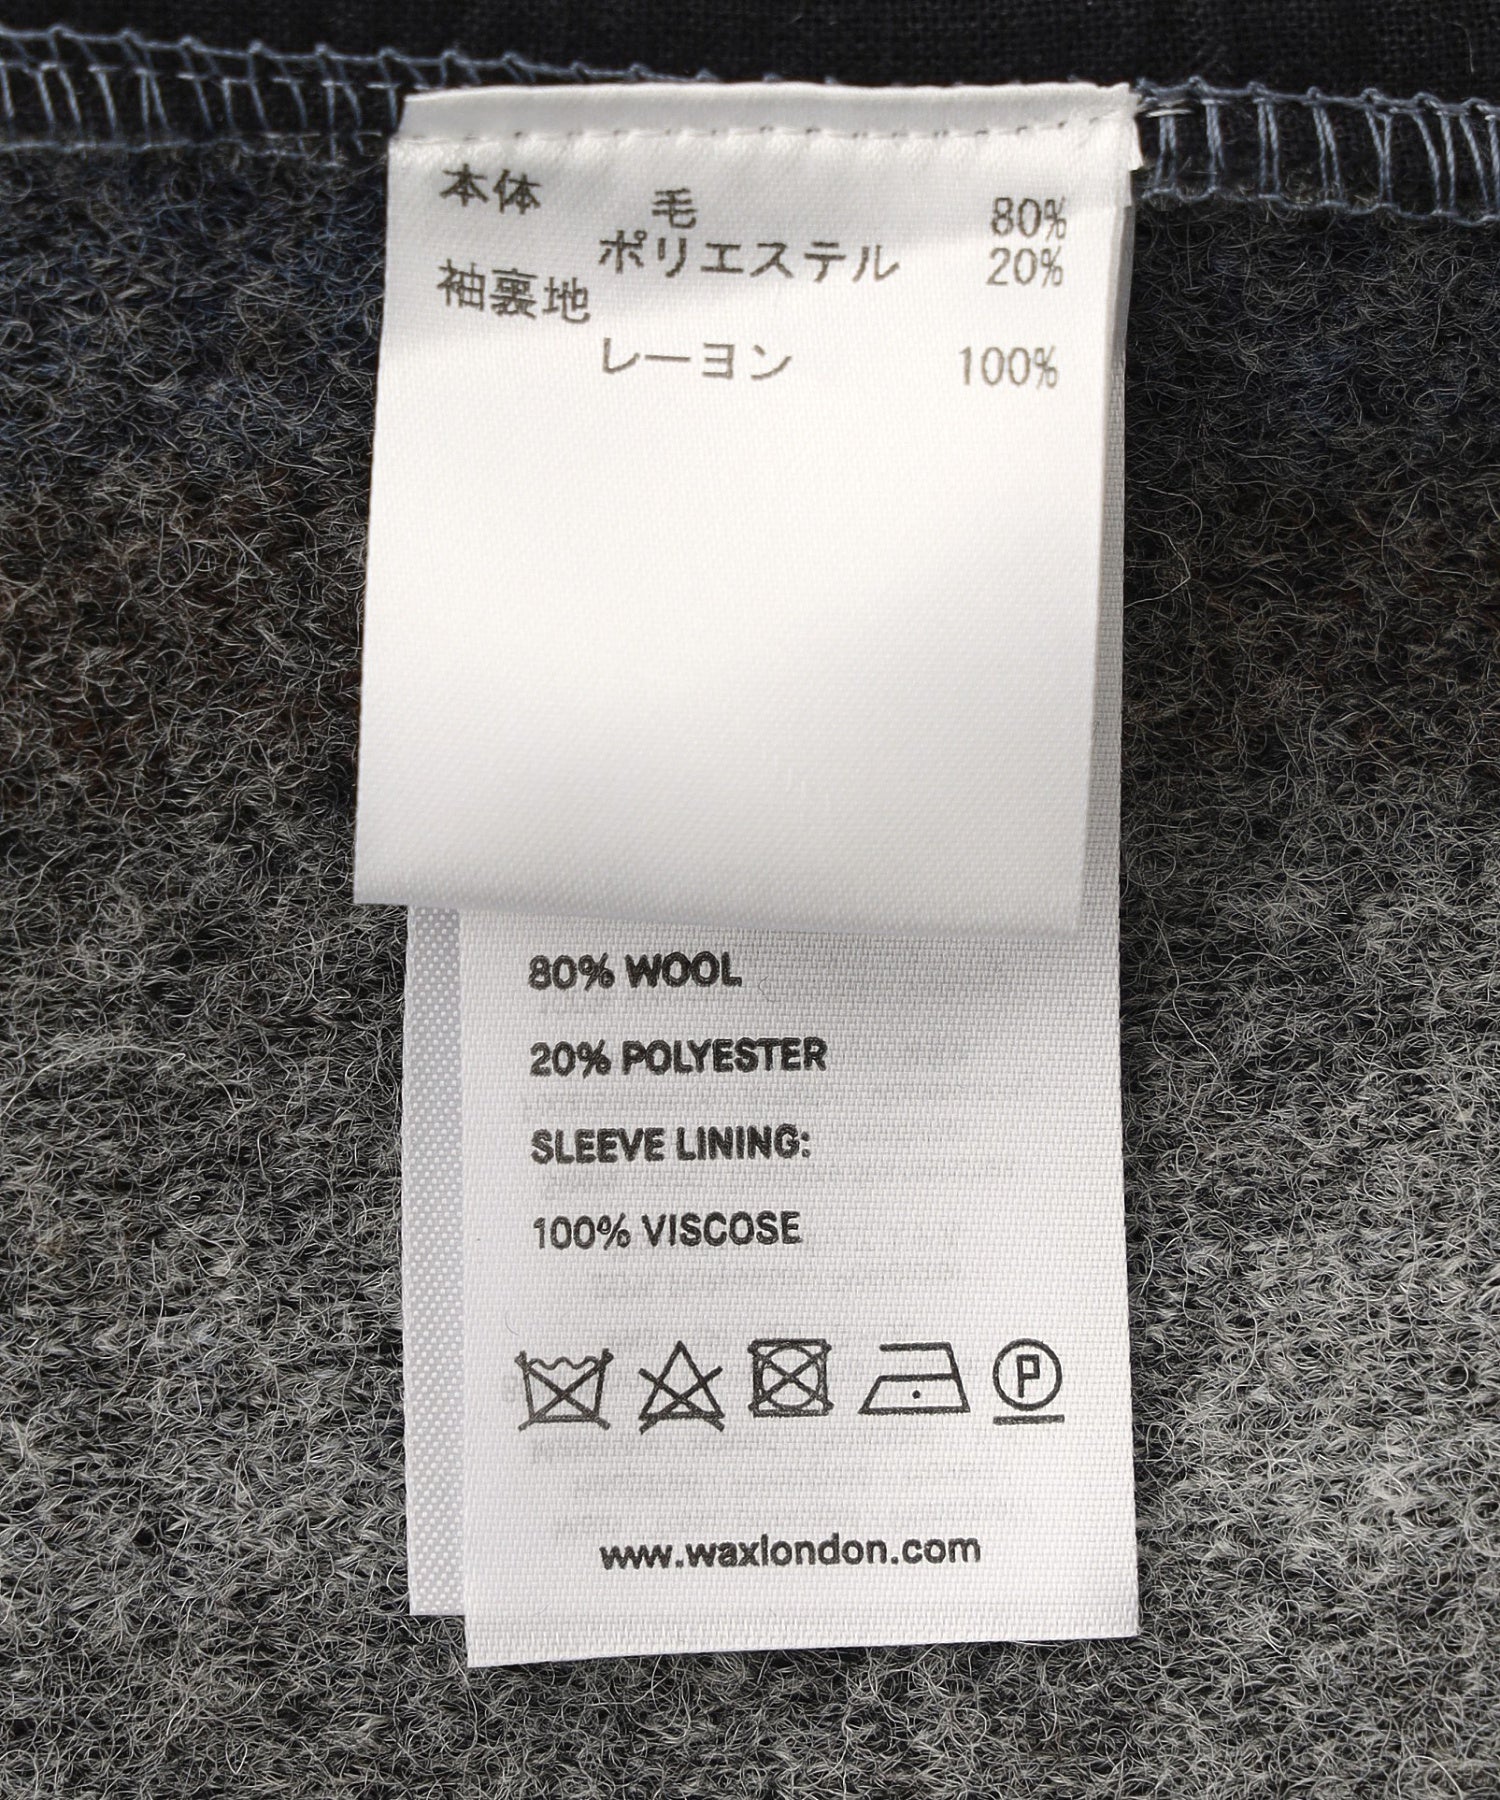 本体
毛 80%
ポリエステル 20%
袖裏地
レーヨン 100%
80% WOOL
20% POLYESTER
SLEEVE LINING:
100% VISCOSE
P
www.waxlondon.com